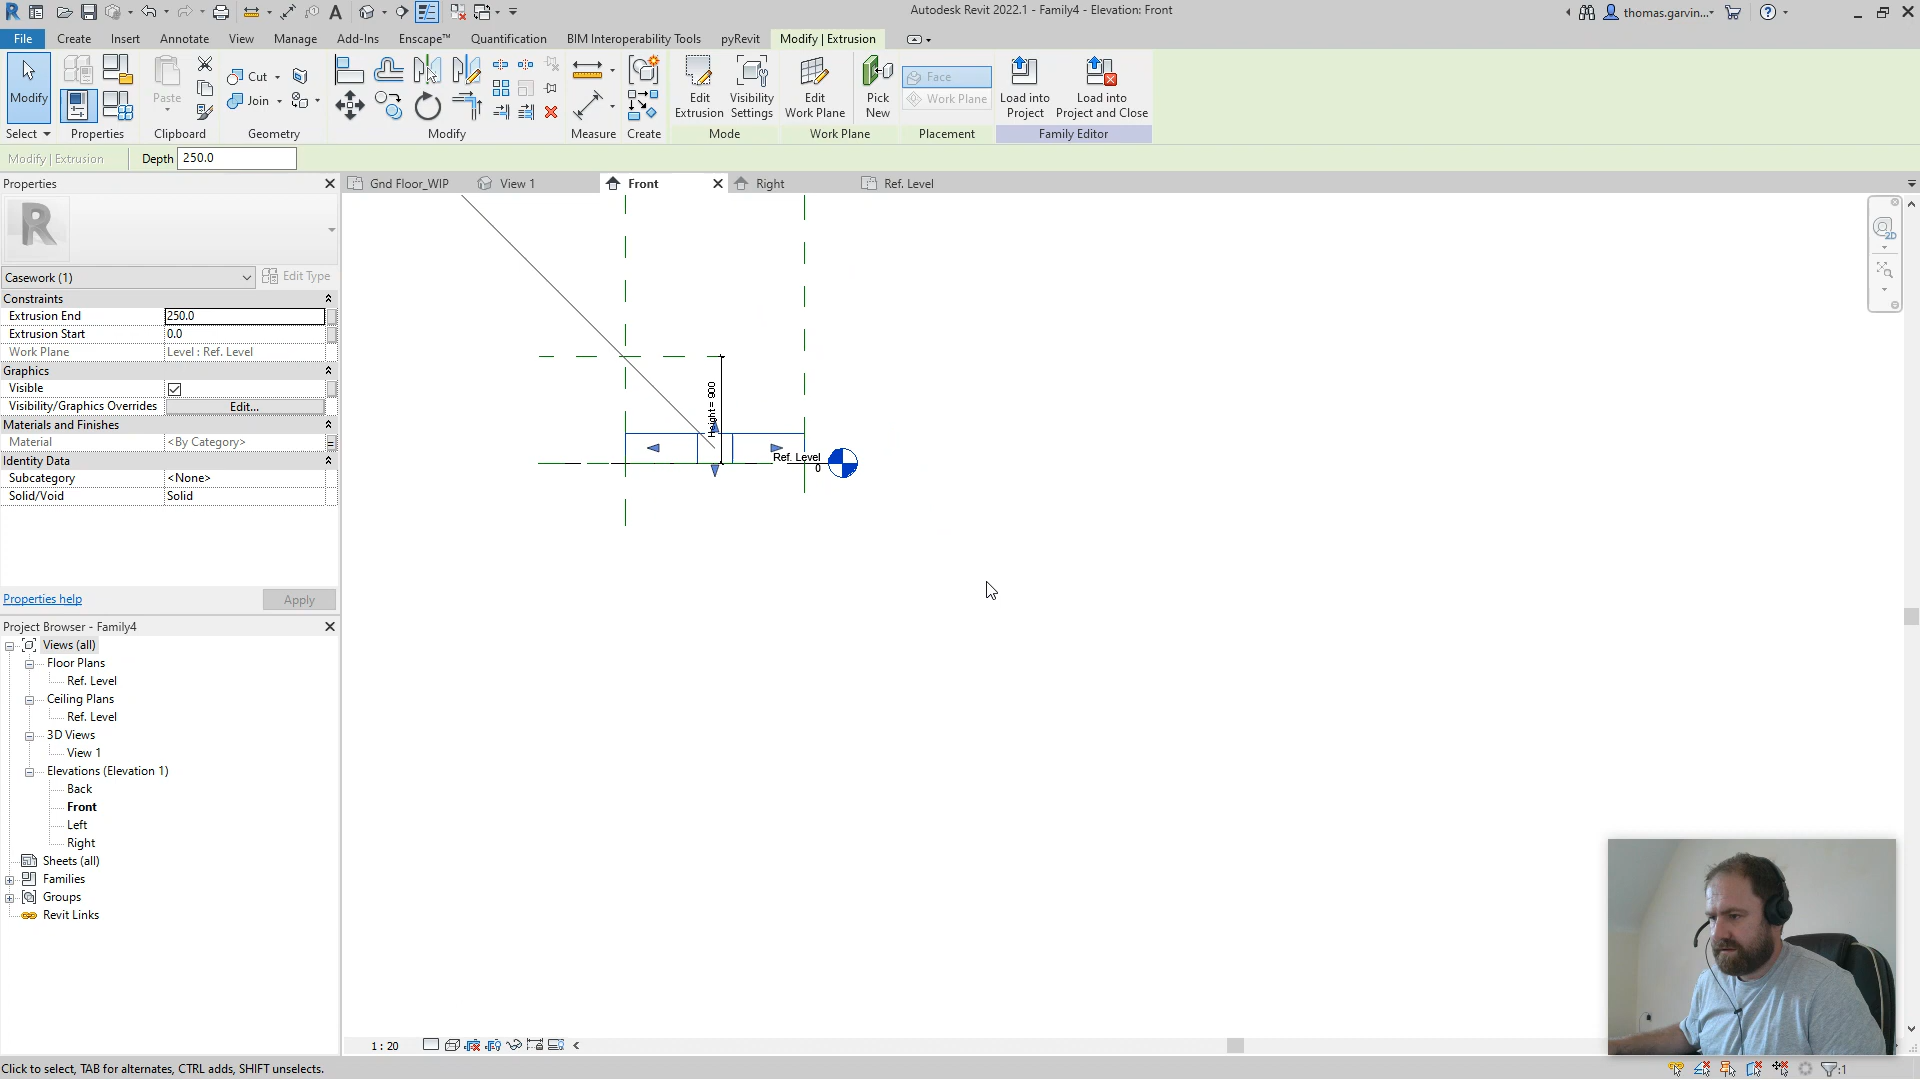 Autodesk Revit 2022.1 - Family4 - Elevation: Front
thomas.garvin...
File Create Insert Annotate View Manage Add-Ins Enscape™ Quantification BIM Interoperability Tools pyRevit Modify | Extrusion
Modify
Paste
Cut
Join
Edit Extrusion
Visibility Settings
Edit Work Plane
Pick New
Face
Work Plane
Load into Project
Load into Project and Close
Select Properties Clipboard Geometry Modify Measure Create Mode Work Plane Placement Family Editor
Modify | Extrusion Depth 250.0
Properties
Gnd Floor_WIP View 1 Front Right Ref. Level
Casework (1) Edit Type
Constraints
Extrusion End 250.0
Extrusion Start 0.0
Work Plane Level : Ref. Level
Graphics
Visible
Visibility/Graphics Overrides Edit...
Materials and Finishes
Material <By Category>
Identity Data
Subcategory <None>
Solid/Void Solid
Height = 900
Ref. Level
0
2D
Properties help Apply
Project Browser - Family4
Views (all)
Floor Plans
Ref. Level
Ceiling Plans
Ref. Level
3D Views
View 1
Elevations (Elevation 1)
Back
Front
Left
Right
Sheets (all)
Families
Groups
Revit Links
1 : 20
Click to select, TAB for alternates, CTRL adds, SHIFT unselects.
:1